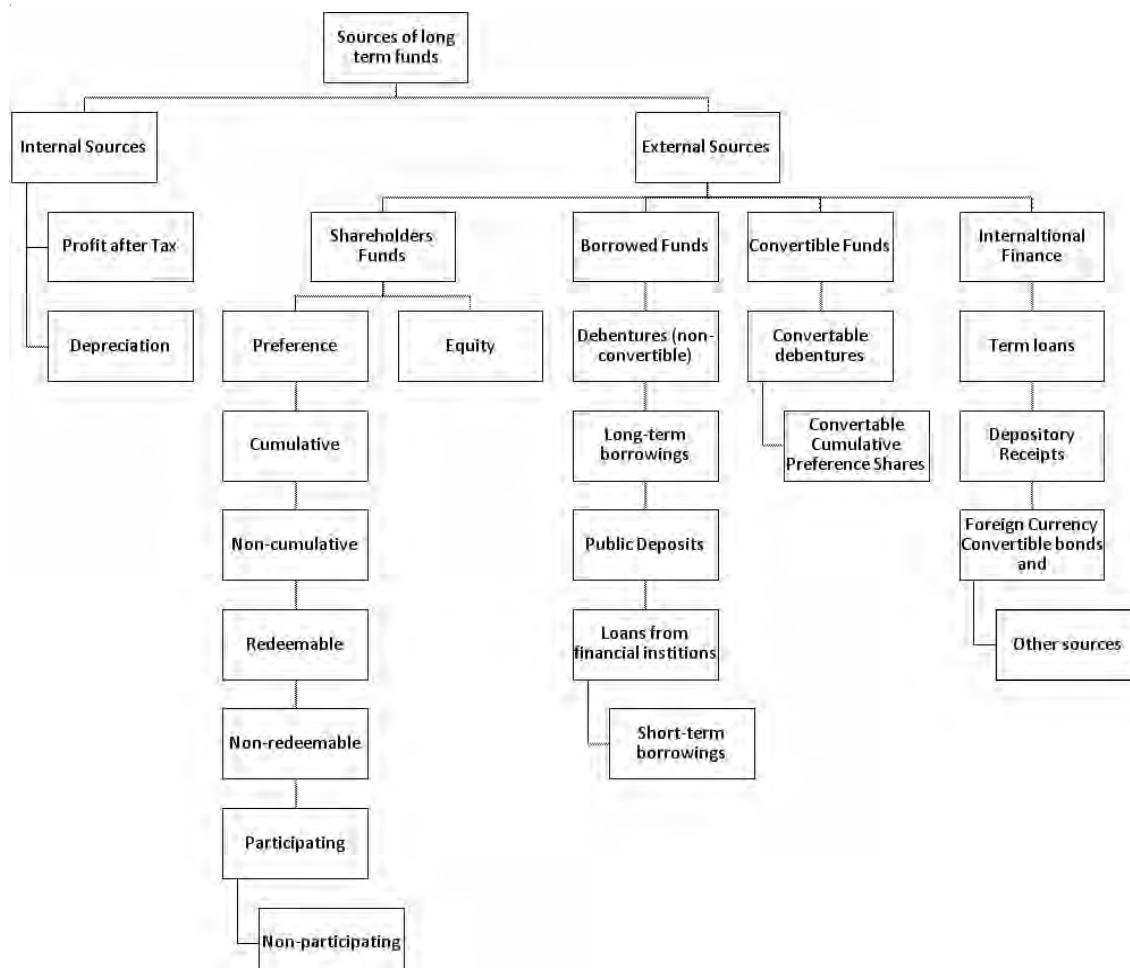 Sources of long
term funds
Internal Sources
External Sources
Profit after Tax
Shareholders
Funds
Borrowed Funds
Convertible Funds
Internaltional
Finance
Depreciation
Preference
Equity
Debentures (non-
convertible)
Convertable
debentures
Term loans
Cumulative
Long-term
borrowings
Convertable
Cumulative
Preference Shares
Depository
Receipts
Non-cumulative
Public Deposits
Foreign Currency
Convertible bonds
and
Redeemable
Loans from
financial institions
Other sources
Non-redeemable
Short-term
borrowings
Participating
Non-participating